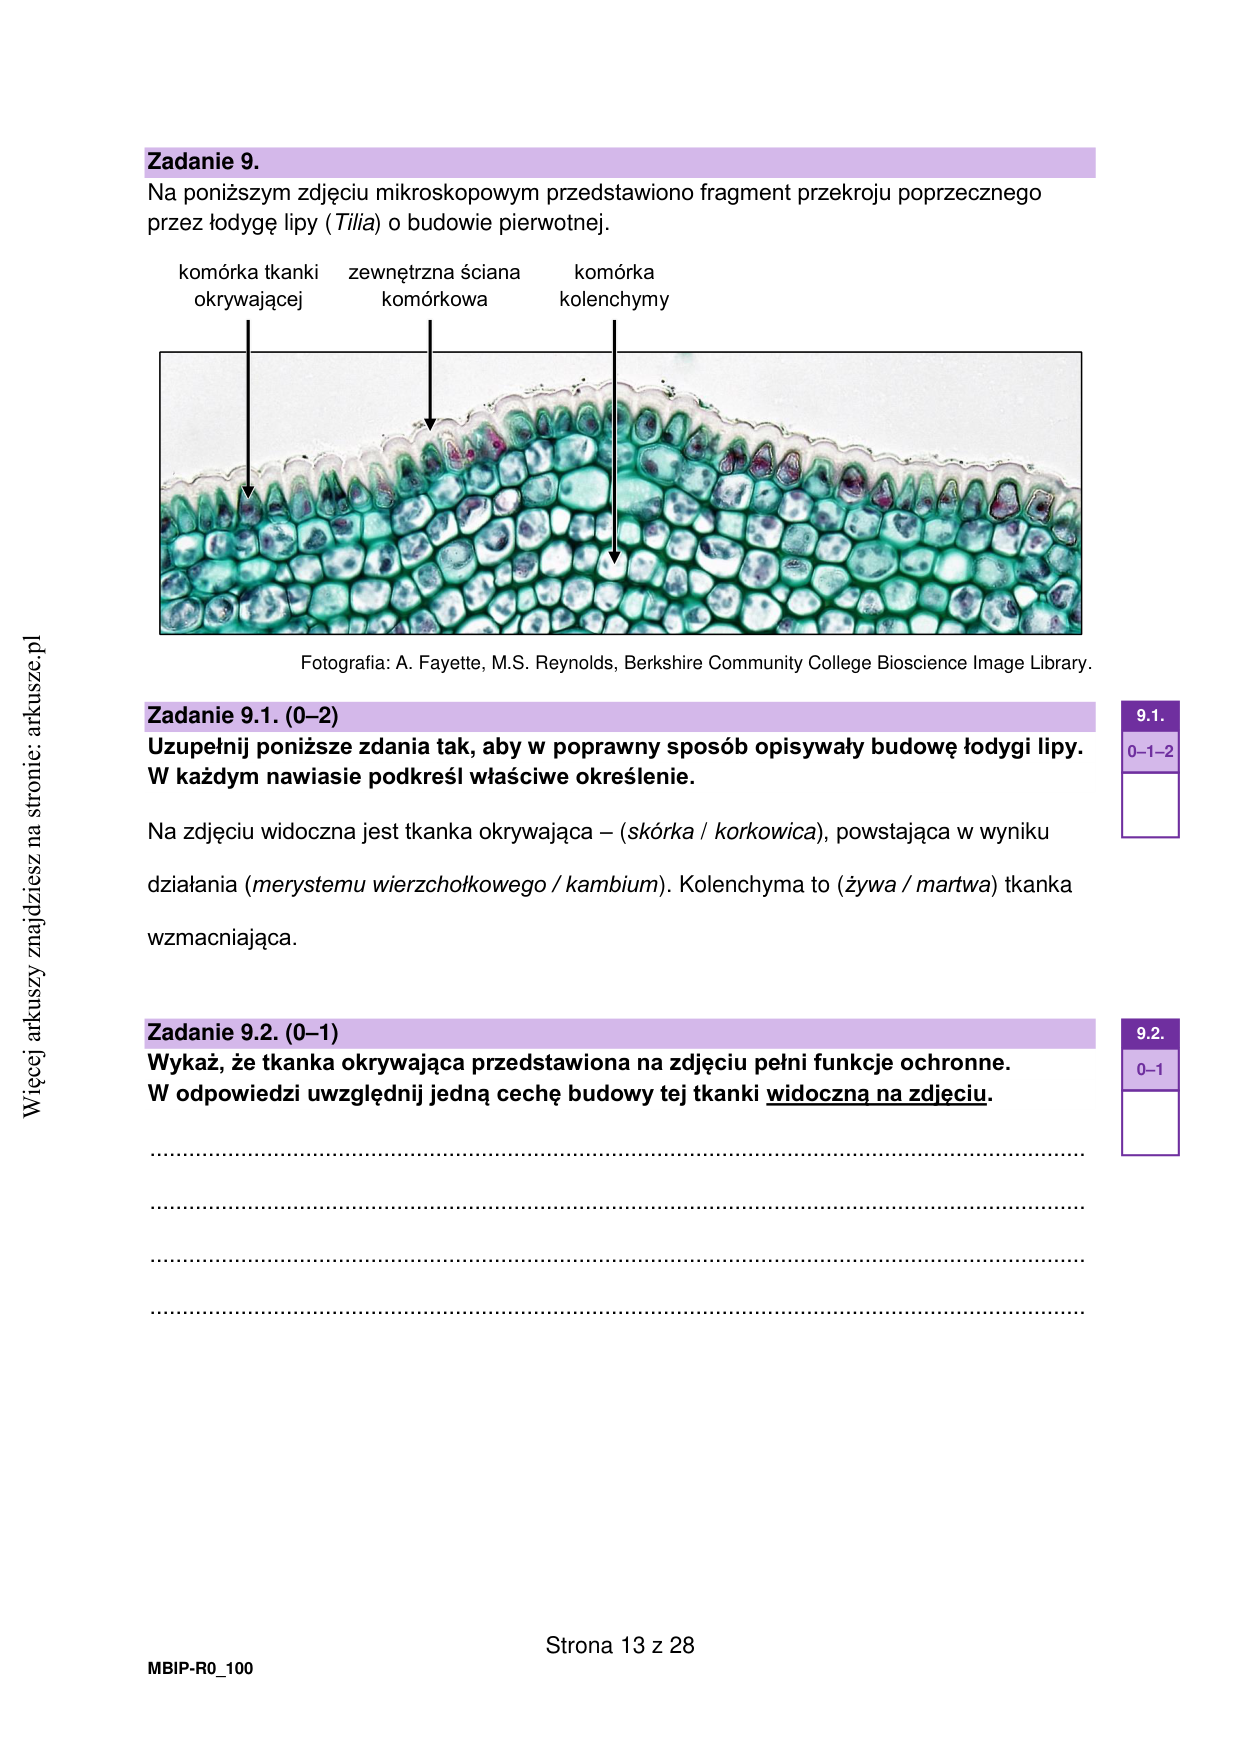 Zadanie 9.
Na poniższym zdjęciu mikroskopowym przedstawiono fragment przekroju poprzecznego
przez łodygę lipy (Tilia) o budowie pierwotnej.
komórka tkanki
okrywającej
zewnętrzna ściana
komórkowa
komórka
kolenchymy
Fotografia: A. Fayette, M.S. Reynolds, Berkshire Community College Bioscience Image Library.
Zadanie 9.1. (0–2)
Uzupełnij poniższe zdania tak, aby w poprawny sposób opisywały budowę łodygi lipy.
W każdym nawiasie podkreśl właściwe określenie.
9.1.
0–1–2
Na zdjęciu widoczna jest tkanka okrywająca – (skórka / korkowica), powstająca w wyniku
działania (merystemu wierzchołkowego / kambium). Kolenchyma to (żywa / martwa) tkanka
wzmacniająca.
Zadanie 9.2. (0–1)
Wykaż, że tkanka okrywająca przedstawiona na zdjęciu pełni funkcje ochronne.
W odpowiedzi uwzględnij jedną cechę budowy tej tkanki widoczną na zdjęciu.
9.2.
0–1
Strona 13 z 28
MBIP-R0_100
Więcej arkuszy znajdziesz na stronie: arkusze.pl